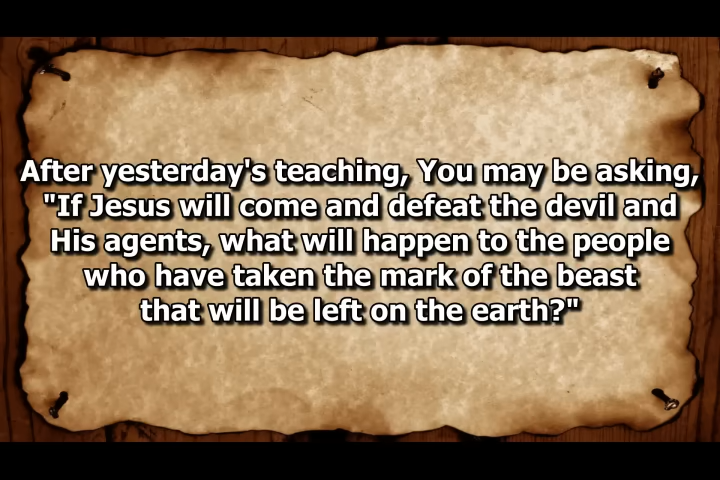 After yesterday's teaching, You may be asking,
"If Jesus will come and defeat the devil and
His agents, what will happen to the people
who have taken the mark of the beast
that will be left on the earth?"